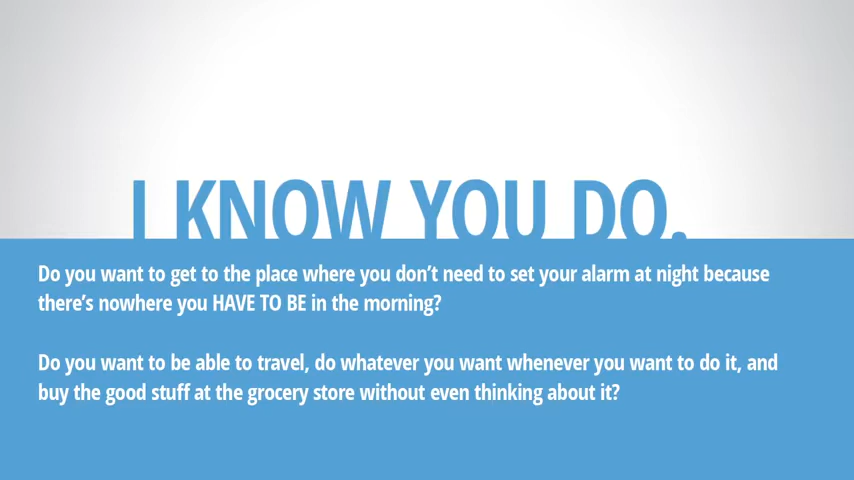 I KNOW YOU DO.
Do you want to get to the place where you don’t need to set your alarm at night because
there’s nowhere you HAVE TO BE in the morning?
Do you want to be able to travel, do whatever you want whenever you want to do it, and
buy the good stuff at the grocery store without even thinking about it?